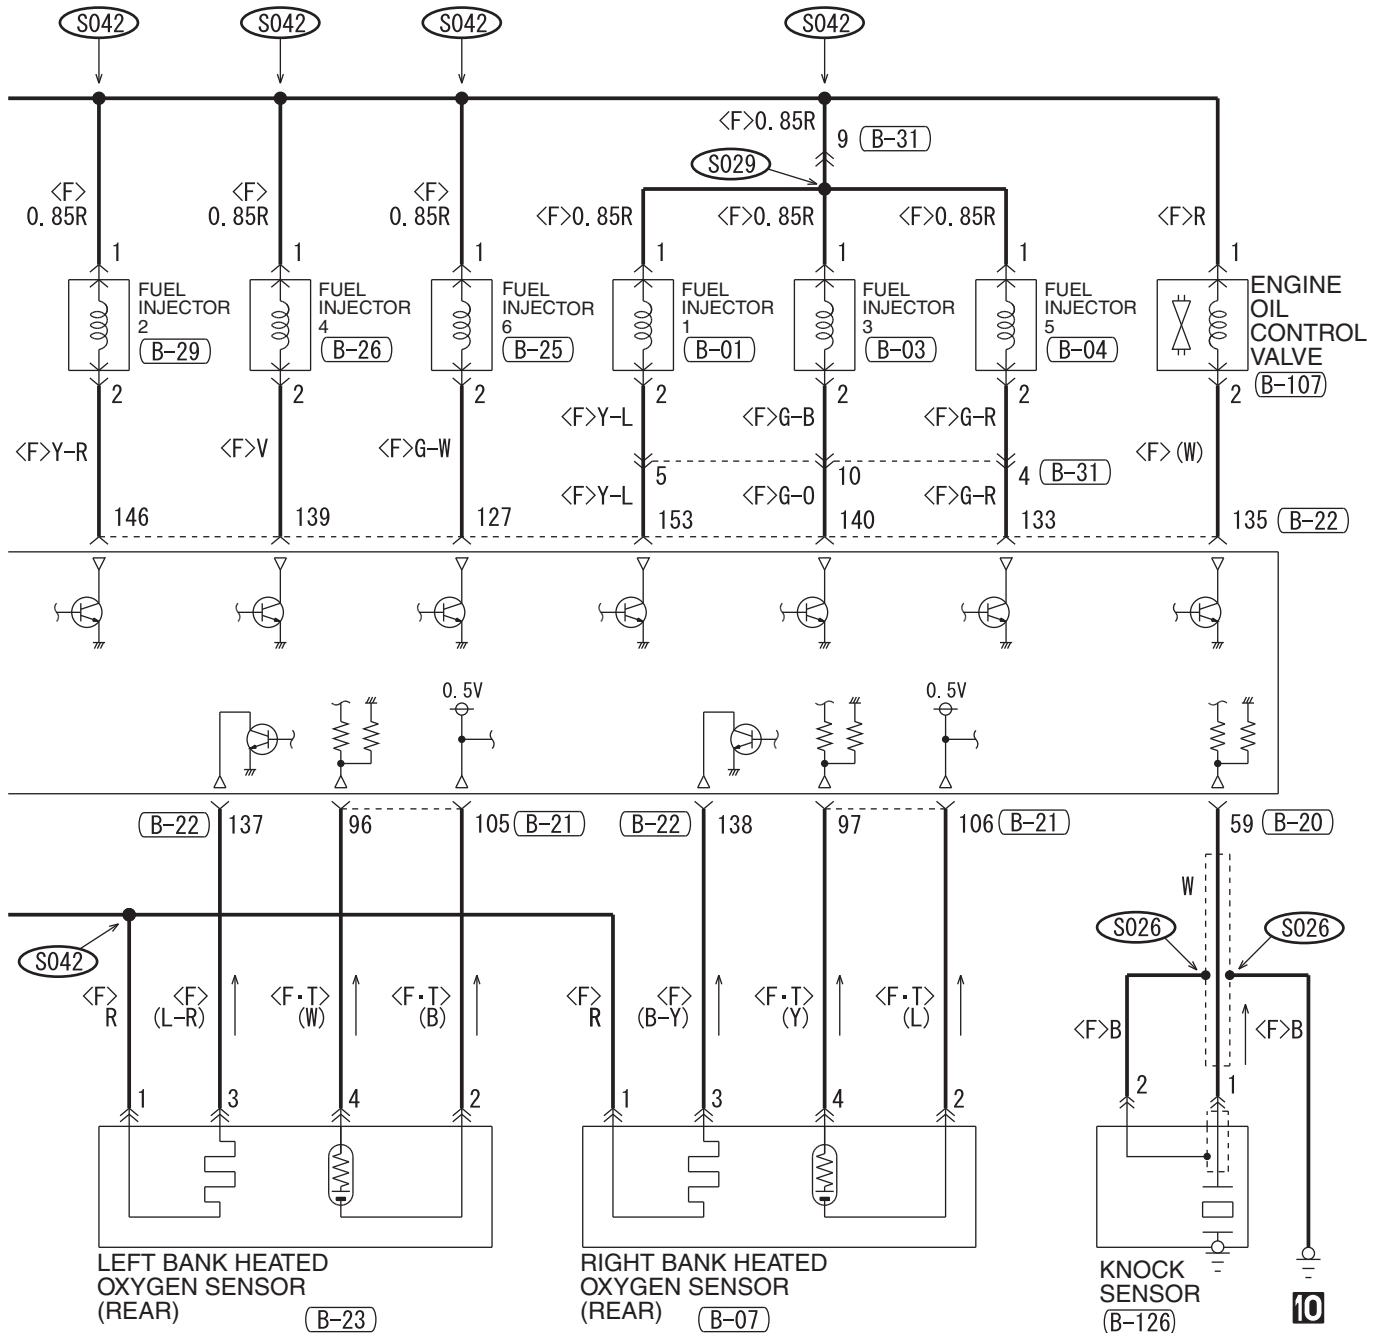 S042 S042 S042 S042
<F>0.85R
9 B-31
S029
<F> <F> <F>
0.85R 0.85R 0.85R <F>0.85R <F>0.85R <F>0.85R <F>R
1 1 1 1 1 1 1
FUEL
INJECTOR
2
B-29
FUEL
INJECTOR
4
B-26
FUEL
INJECTOR
6
B-25
FUEL
INJECTOR
1
B-01
FUEL
INJECTOR
3
B-03
FUEL
INJECTOR
5
B-04
ENGINE
OIL
CONTROL
VALVE
B-107
2 2 2 2 2 2 2
<F>Y-L <F>G-B <F>G-R
<F>Y-R <F>V <F>G-W <F>(W)
5 10 4 B-31
<F>Y-L <F>G-O <F>G-R
146 139 127 153 140 133 135 B-22
0.5V 0.5V
B-22 137 96 105 B-21 B-22 138 97 106 B-21 59 B-20
W
S042
S026 S026
<F>
R
<F>
(L-R)
<F·T>
(W)
<F·T>
(B)
<F>
R
<F>
(B-Y)
<F·T>
(Y)
<F·T>
(L)
<F>B <F>B
1 3 4 2 1 3 4 2 2 1
LEFT BANK HEATED
OXYGEN SENSOR
(REAR)
B-23
RIGHT BANK HEATED
OXYGEN SENSOR
(REAR)
B-07
KNOCK
SENSOR
B-126
10